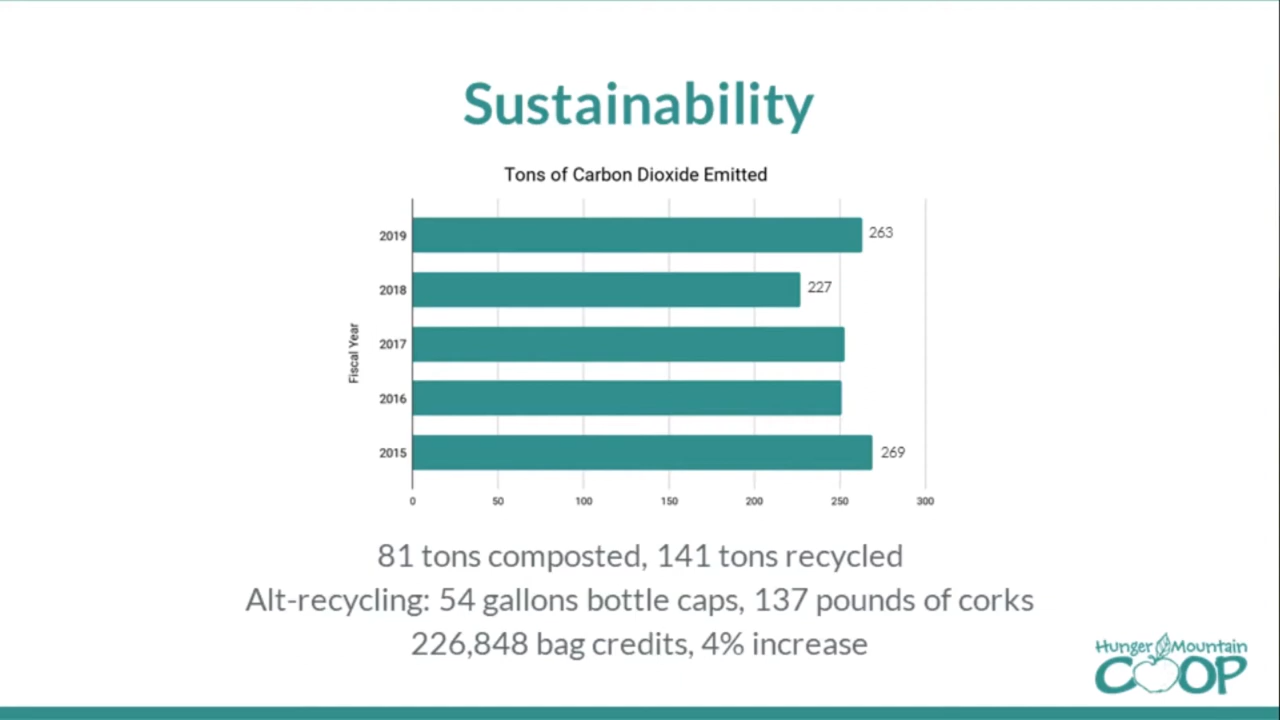 Sustainability
Tons of Carbon Dioxide Emitted
Fiscal Year
2019
263
2018
227
2017
2016
2015
269
0 50 100 150 200 250 300
81 tons composted, 141 tons recycled
Alt-recycling: 54 gallons bottle caps, 137 pounds of corks
226,848 bag credits, 4% increase
Hunger Mountain
COOP